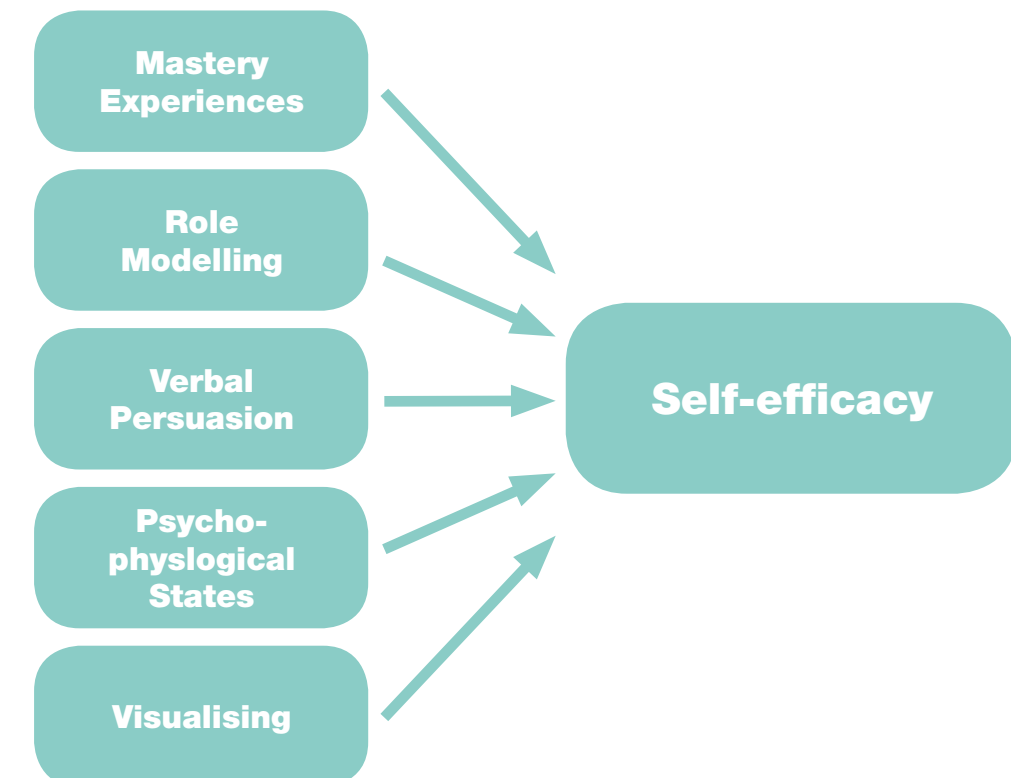 Mastery
Experiences
Role
Modelling
Verbal
Persuasion
Self-efficacy
Psycho-
physlogical
States
Visualising